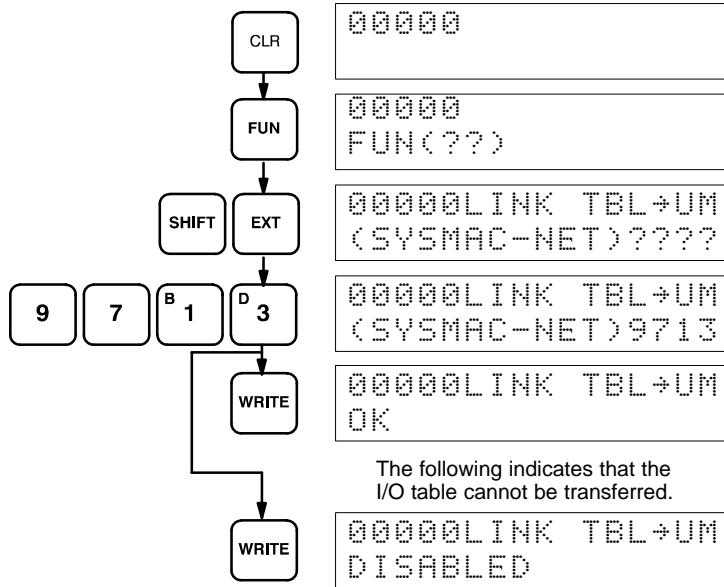 CLR
00000
FUN
00000
FUN(??)
SHIFT EXT
00000LINK TBL→UM
(SYSMAC-NET)????
9 7 B 1 D 3
00000LINK TBL→UM
(SYSMAC-NET)9713
WRITE
00000LINK TBL→UM
OK
The following indicates that the
I/O table cannot be transferred.
WRITE
00000LINK TBL→UM
DISABLED